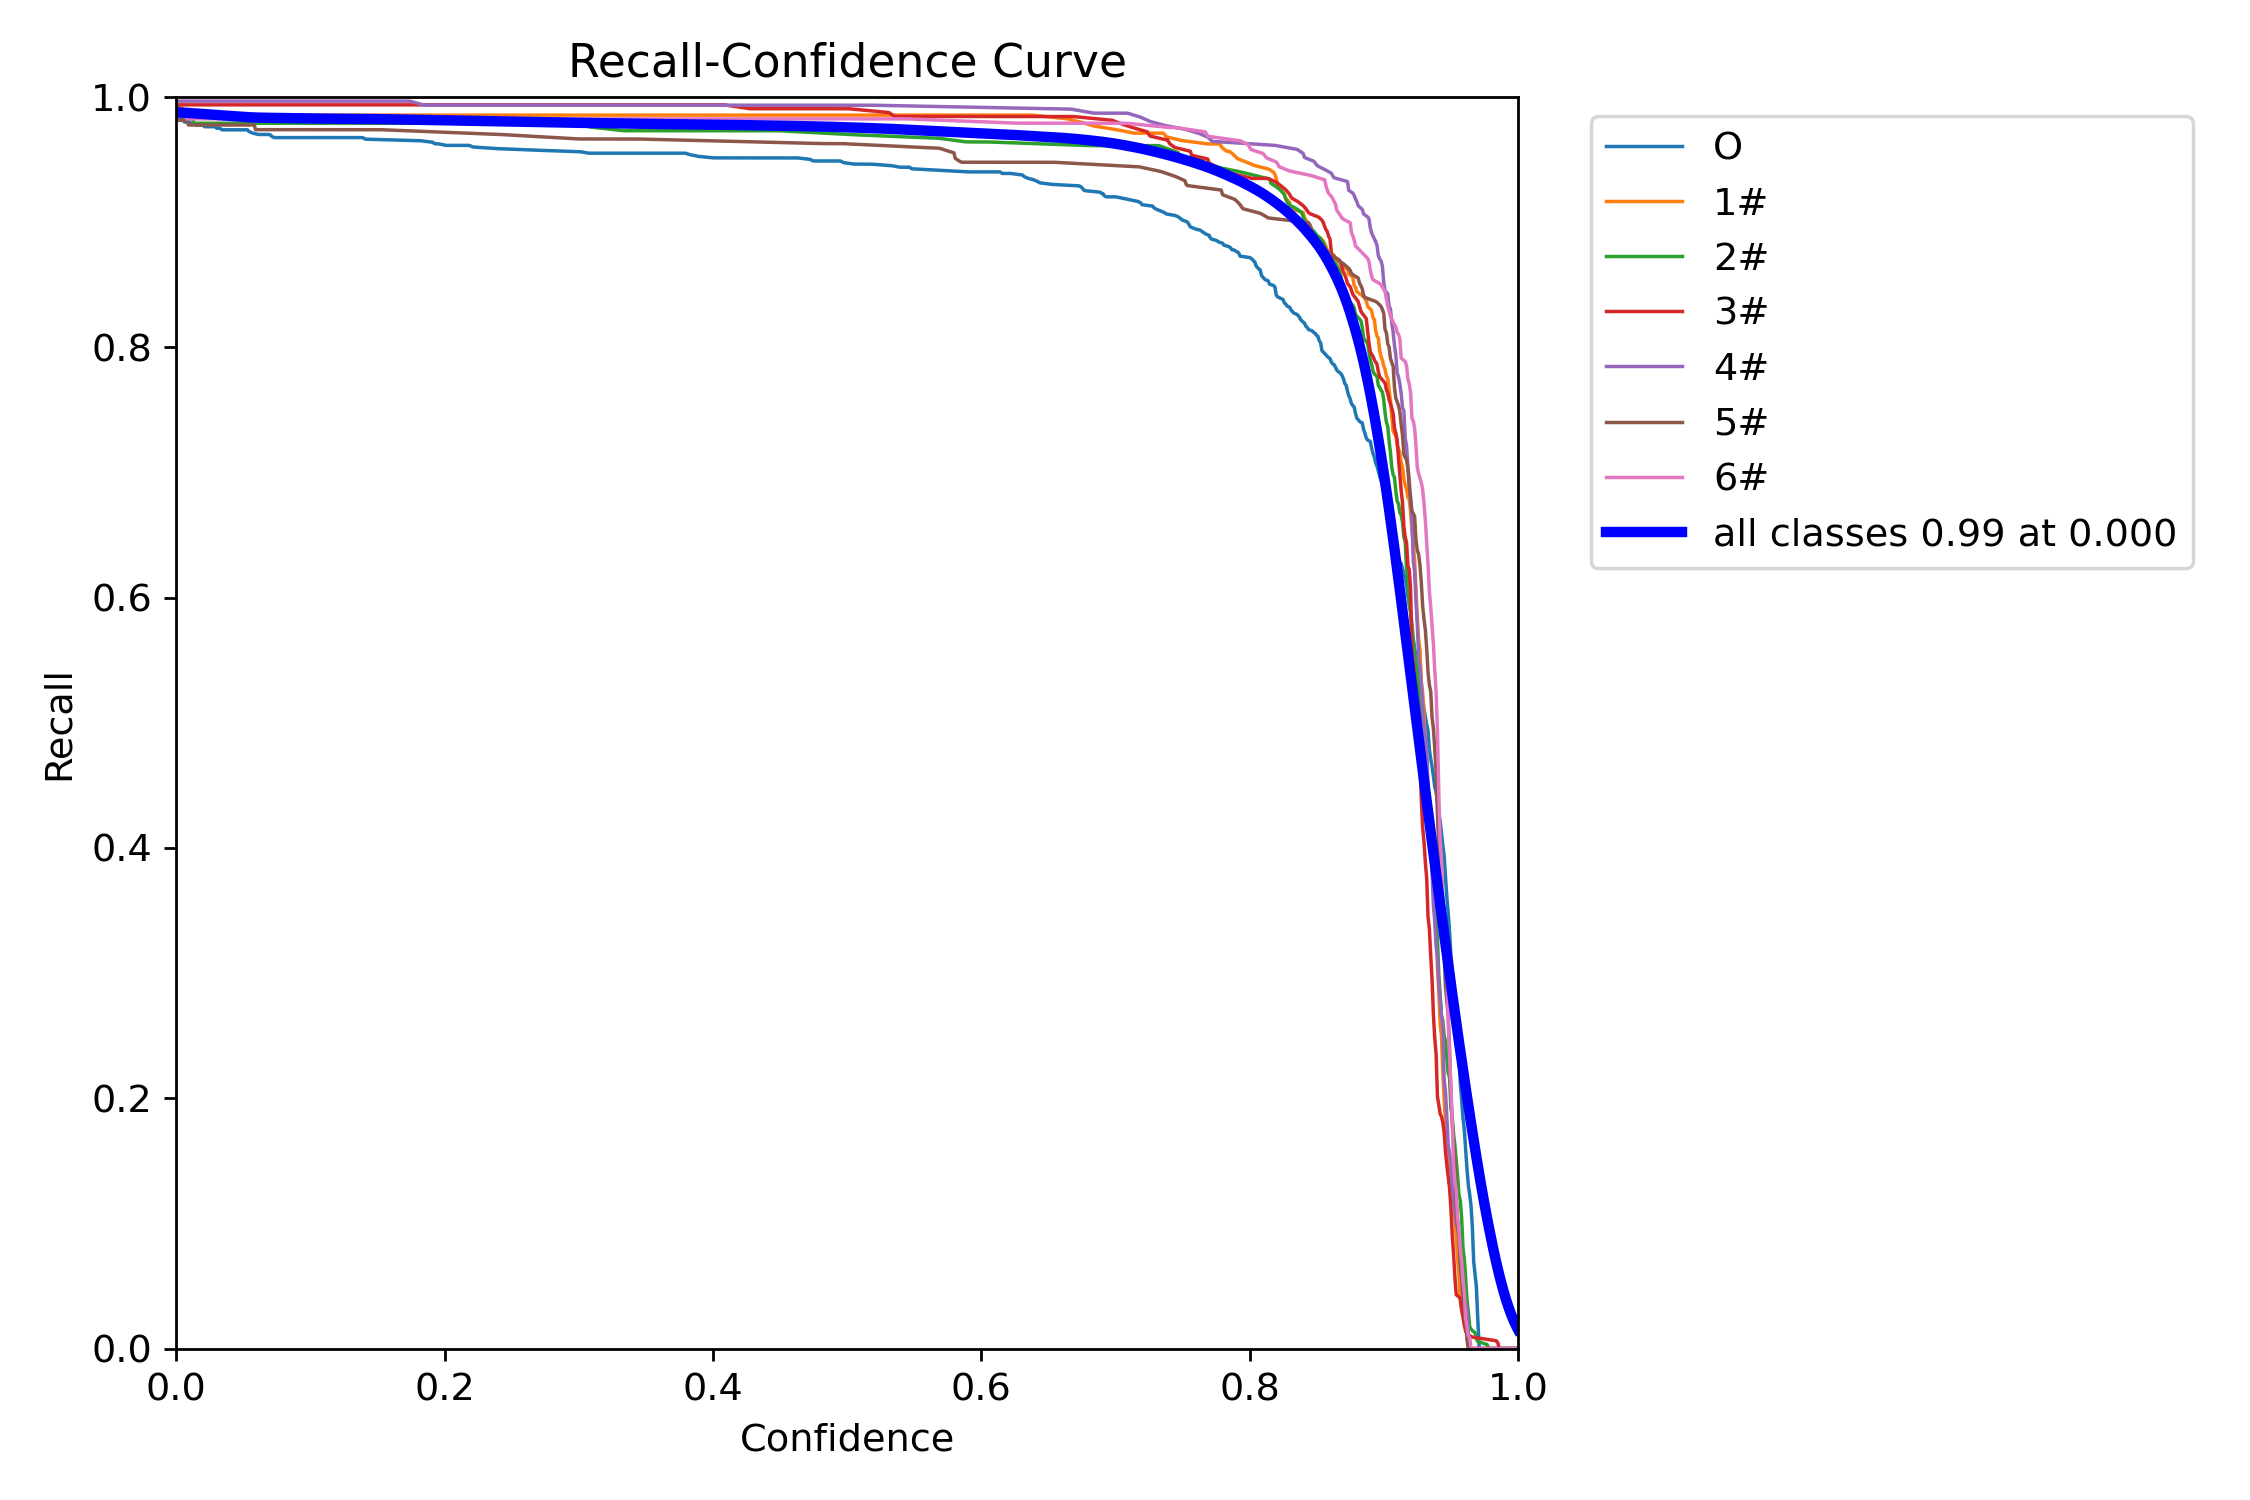 Recall-Confidence Curve
1.0
0.8
0.6
0.4
0.2
0.0
Recall
0.0 0.2 0.4 0.6 0.8 1.0
Confidence
O
1#
2#
3#
4#
5#
6#
all classes 0.99 at 0.000